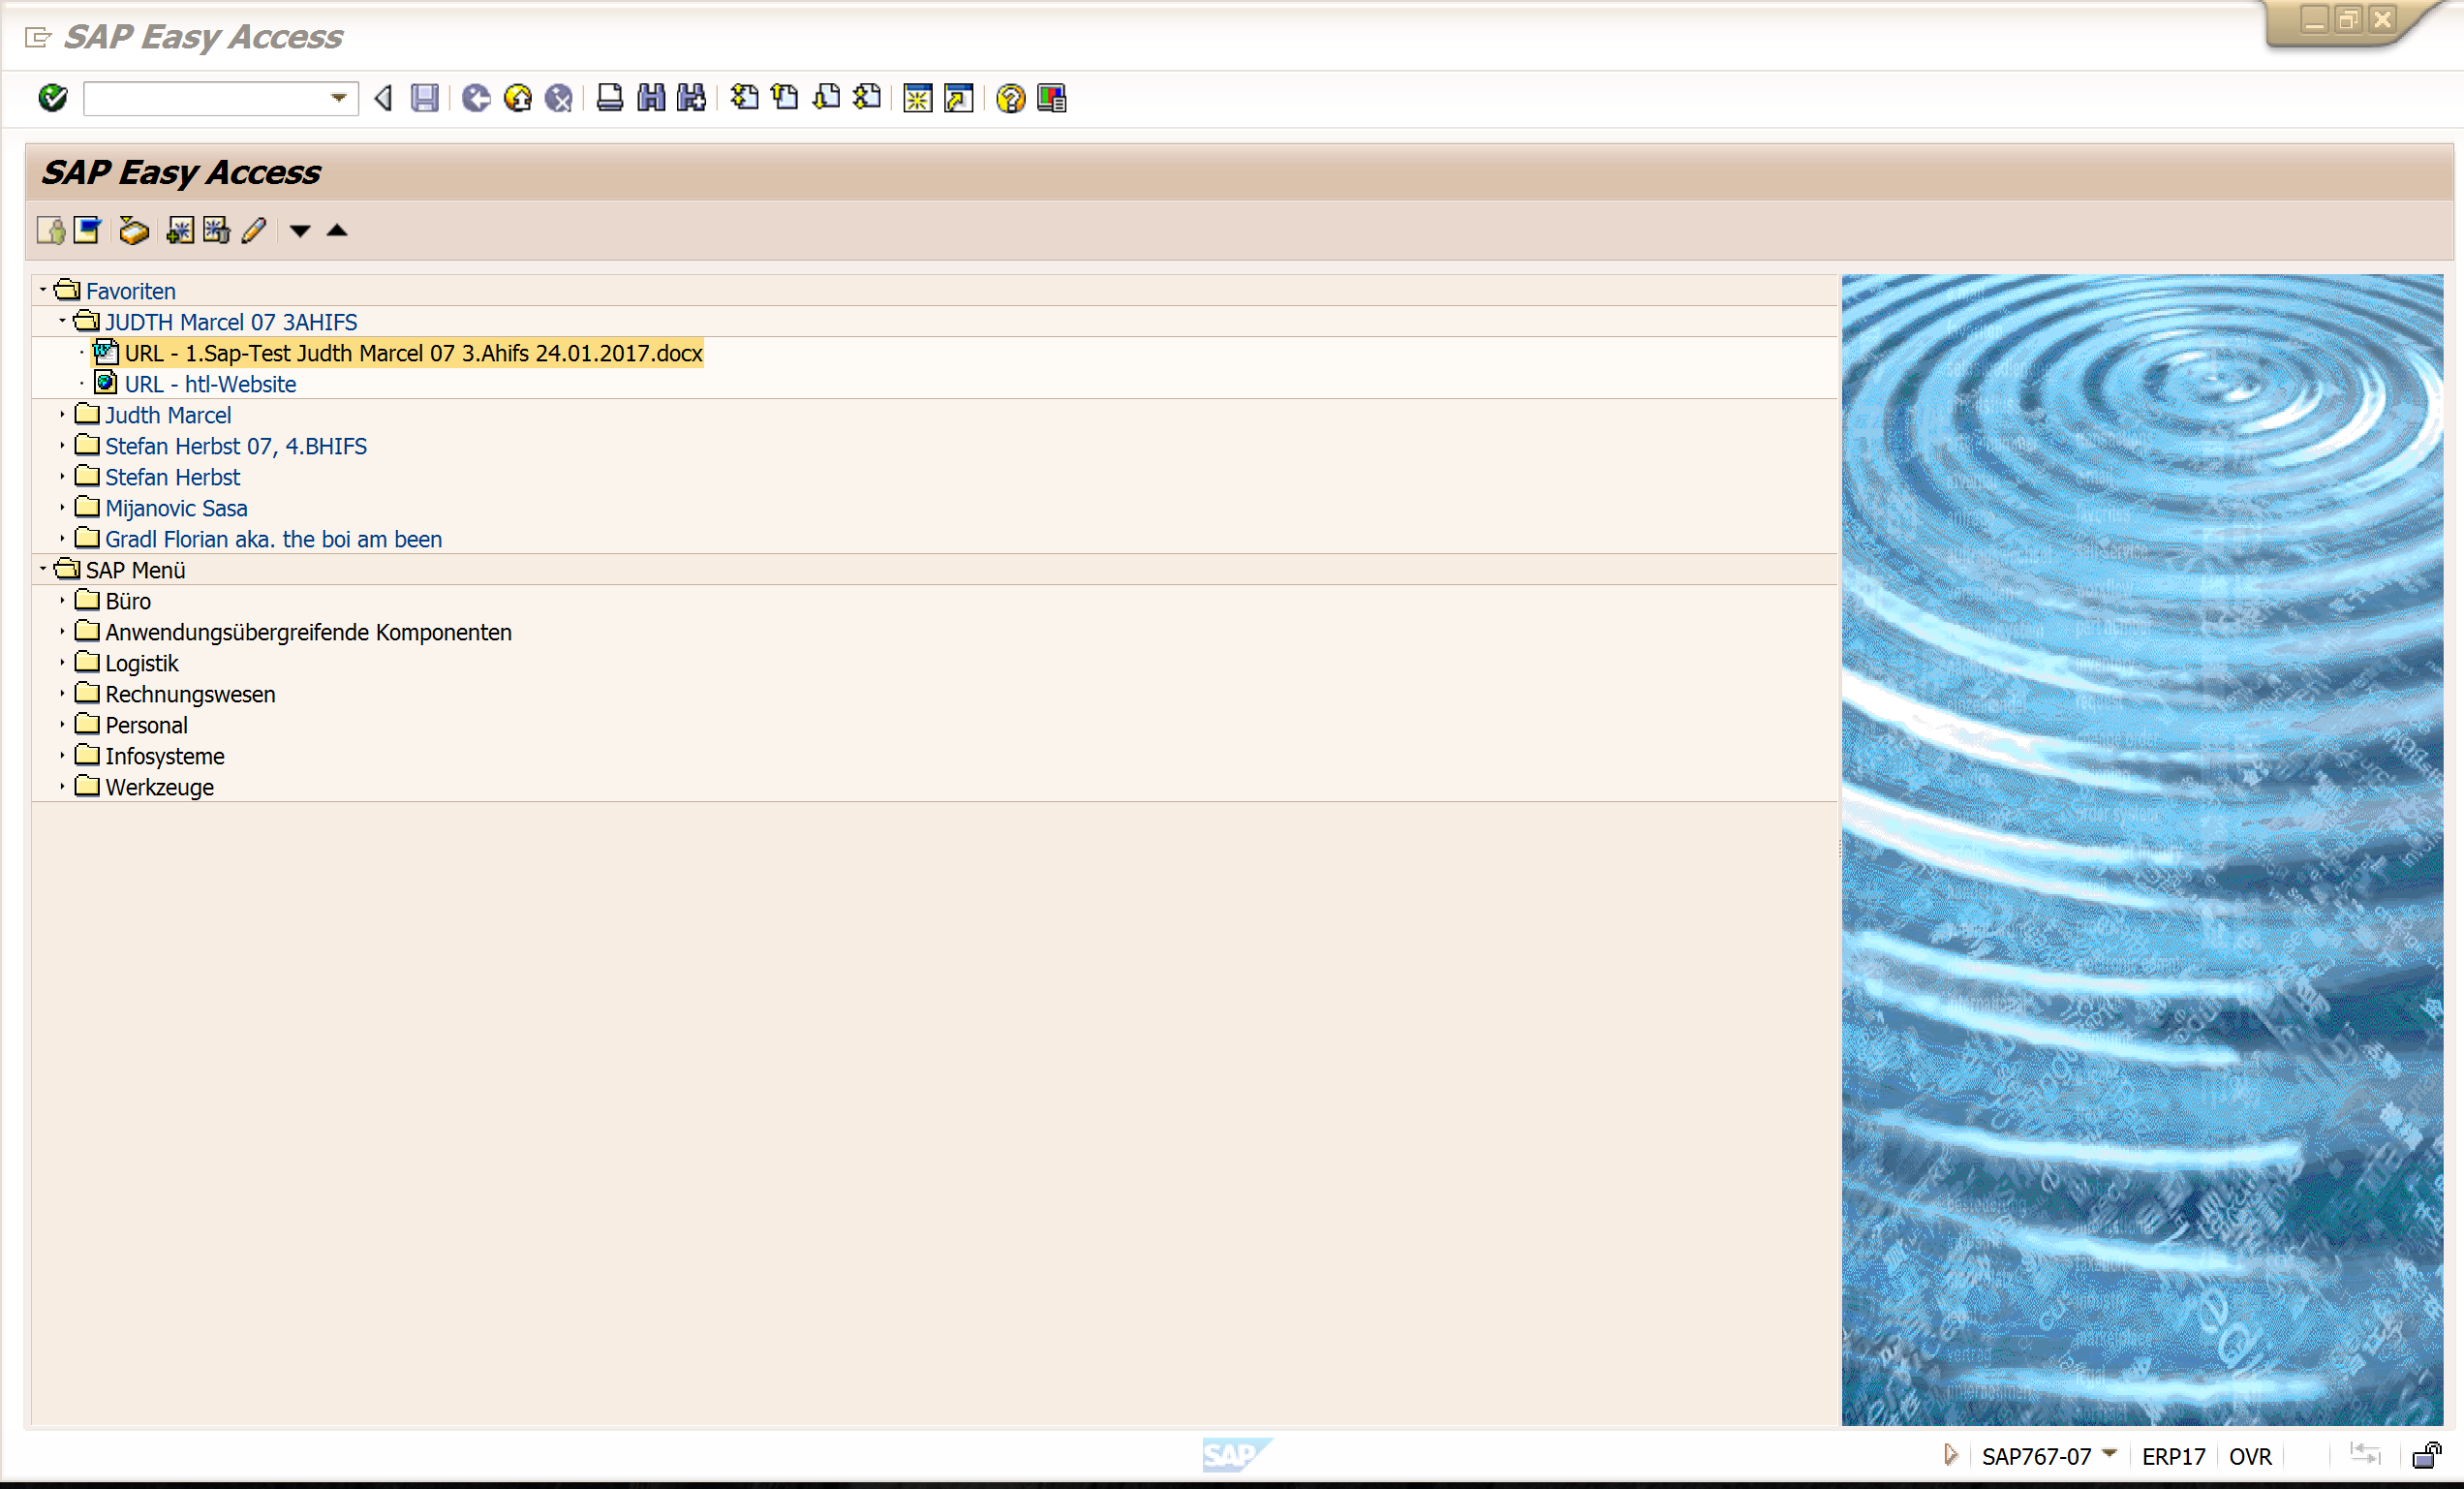 SAP Easy Access
SAP Easy Access
Favoriten
JUDTH Marcel 07 3AHIFS
URL - 1.Sap-Test Judth Marcel 07 3.Ahifs 24.01.2017.docx
URL - htl-Website
Judth Marcel
Stefan Herbst 07, 4.BHIFS
Stefan Herbst
Mijanovic Sasa
Gradl Florian aka. the boi am been
SAP Menü
Büro
Anwendungsübergreifende Komponenten
Logistik
Rechnungswesen
Personal
Infosysteme
Werkzeuge
SAP
SAP767-07
ERP17
OVR